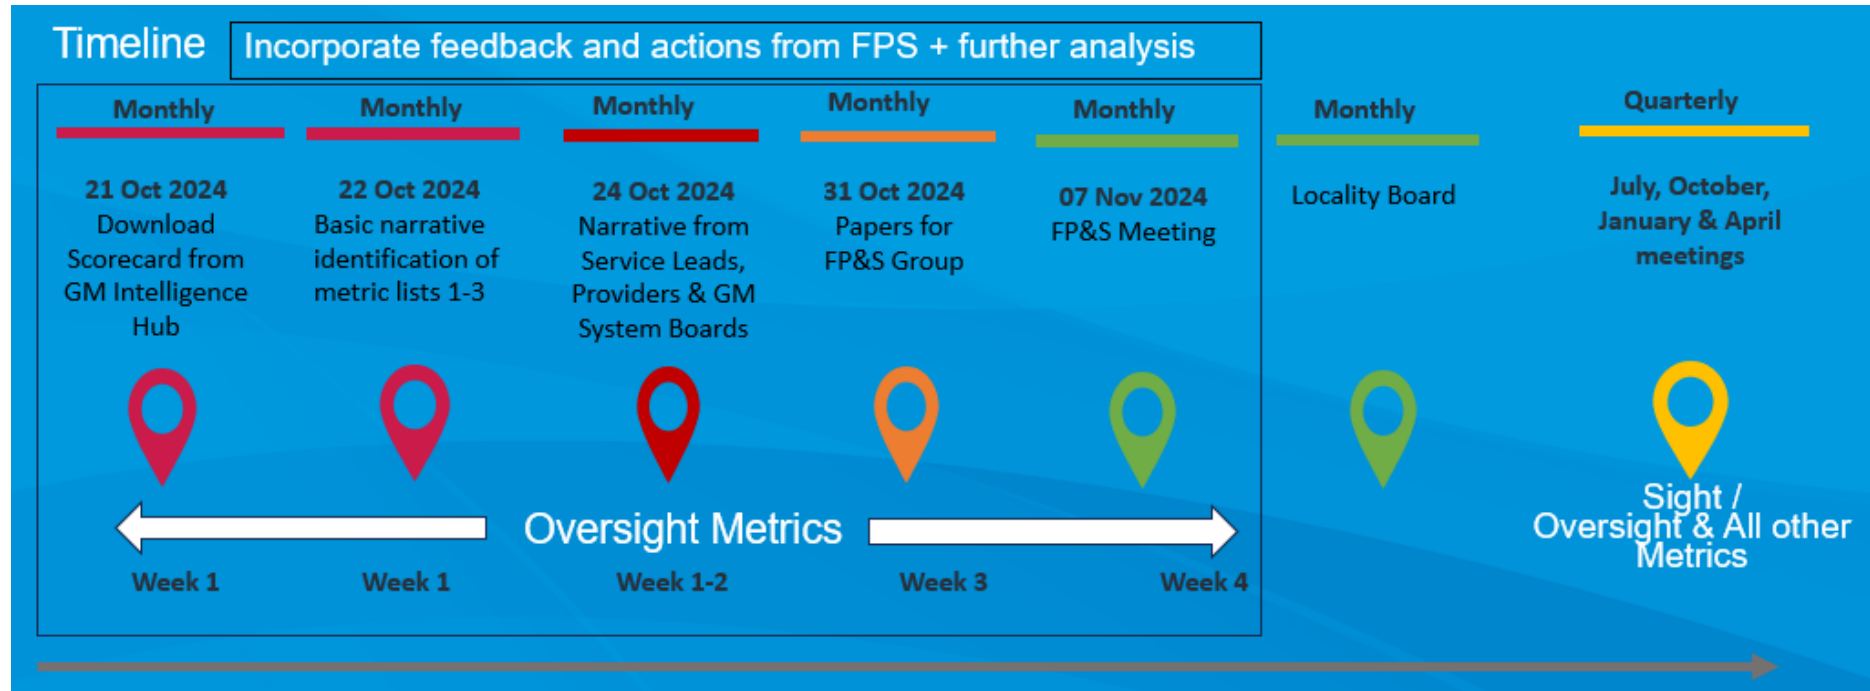 Timeline
Incorporate feedback and actions from FPS + further analysis
Monthly
21 Oct 2024
Download
Scorecard from
GM Intelligence
Hub
Week 1
Monthly
22 Oct 2024
Basic narrative
identification of
metric lists 1-3
Week 1
Monthly
24 Oct 2024
Narrative from
Service Leads,
Providers & GM
System Boards
Week 1-2
Monthly
31 Oct 2024
Papers for
FP&S Group
Week 3
Monthly
07 Nov 2024
FP&S Meeting
Week 4
Oversight Metrics
Monthly
Locality Board
Quarterly
July, October,
January & April
meetings
Sight /
Oversight & All other
Metrics